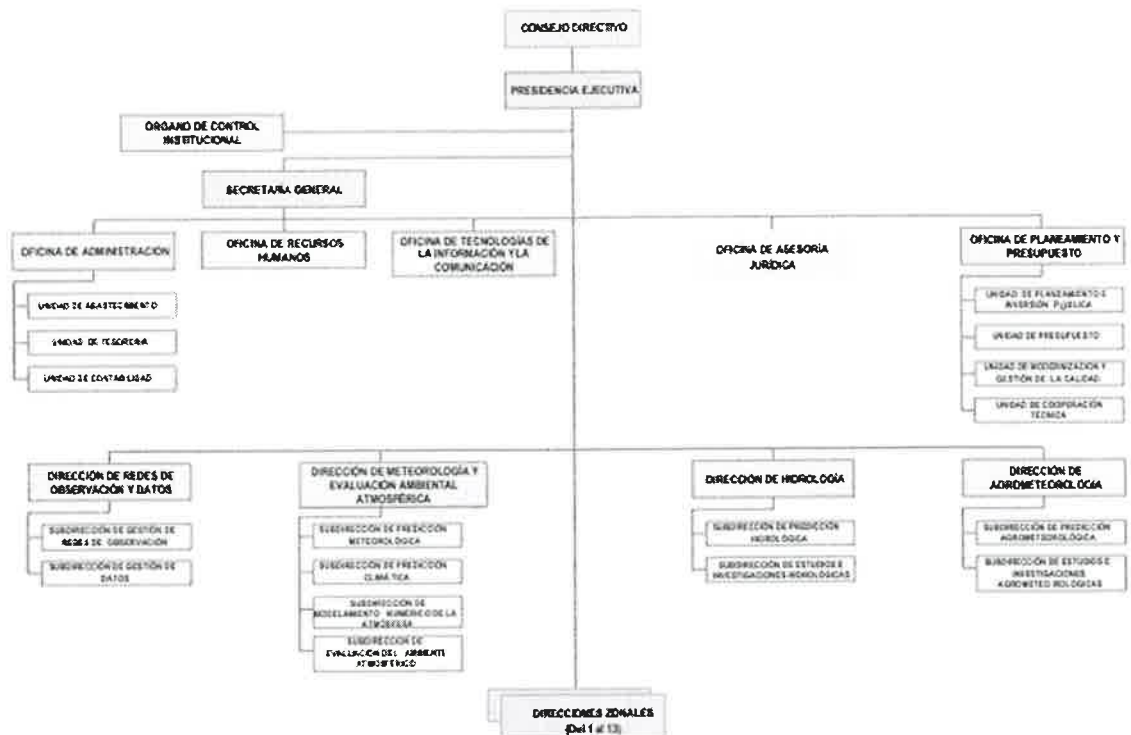 CONSEJO DIRECTIVO
PRESIDENCIA EJECUTIVA
ORGANO DE CONTROL
INSTITUCIONAL
SECRETARIA GENERAL
OFICINA DE ADMINISTRACIÓN
OFICINA DE RECURSOS
HUMANOS
OFICINA DE TECNOLOGÍAS DE
LA INFORMACIÓN Y LA
COMUNICACIÓN
OFICINA DE ASESORÍA
JURÍDICA
OFICINA DE PLANEAMIENTO Y
PRESUPUESTO
UNIDAD DE ABASTECIMIENTO
UNIDAD DE TESORERIA
UNIDAD DE CONTABILIDAD
UNIDAD DE PLANEAMIENTO E
INVERSIÓN PÚBLICA
UNIDAD DE PRESUPUESTO
UNIDAD DE MODERNIZACION Y
GESTIÓN DE LA CALIDAD
UNIDAD DE COOPERACIÓN
TÉCNICA
DIRECCIÓN DE REDES DE
OBSERVACIÓN Y DATOS
SUBDIRECCIÓN DE GESTIÓN DE
REDES DE OBSERVACIÓN
SUBDIRECCIÓN DE GESTIÓN DE
DATOS
DIRECCIÓN DE METEOROLOGÍA Y
EVALUACIÓN AMBIENTAL
ATMOSFÉRICA
SUBDIRECCIÓN DE PREDICCIÓN
METEOROLÓGICA
SUBDIRECCIÓN DE PREDICCIÓN
CLIMÁTICA
SUBDIRECCIÓN DE
MODELAMIENTO NUMERICO DE LA
ATMÓSFERA
SUBDIRECCIÓN DE
EVALUACIÓN DEL AMBIENTE
ATMOSFÉRICO
DIRECCIÓN DE HIDROLOGÍA
SUBDIRECCIÓN DE PREDICCIÓN
HIDROLÓGICA
SUBDIRECCIÓN DE ESTUDIOS E
INVESTIGACIONES HIDROLÓGICAS
DIRECCIÓN DE
AGROMETEOROLOGÍA
SUBDIRECCIÓN DE PREDICCIÓN
AGROMETEOROLÓGICA
SUBDIRECCIÓN DE ESTUDIOS E
INVESTIGACIONES
AGROMETEOROLÓGICAS
DIRECCIONES ZONALES
(Del 1 al 13)